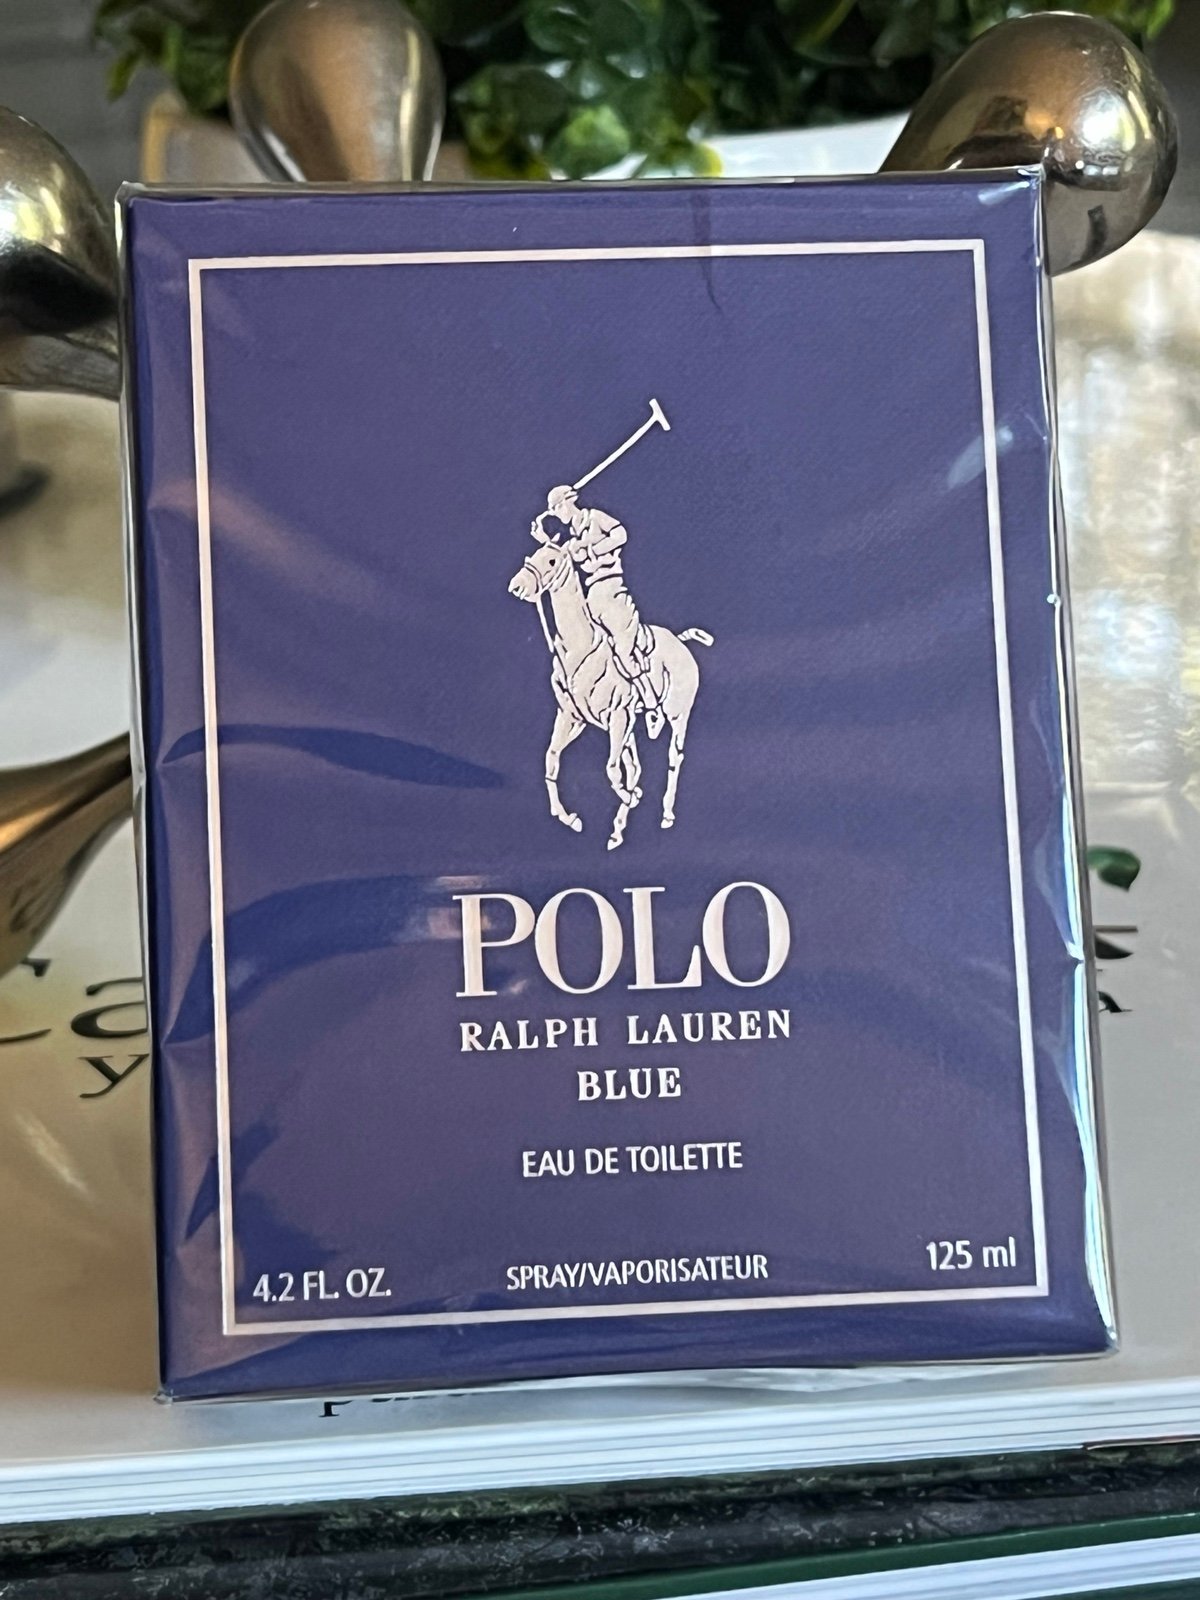 POLO
RALPH LAUREN
BLUE
EAU DE TOILETTE
4.2 FL. OZ.
SPRAY/VAPORISATEUR
125 ml